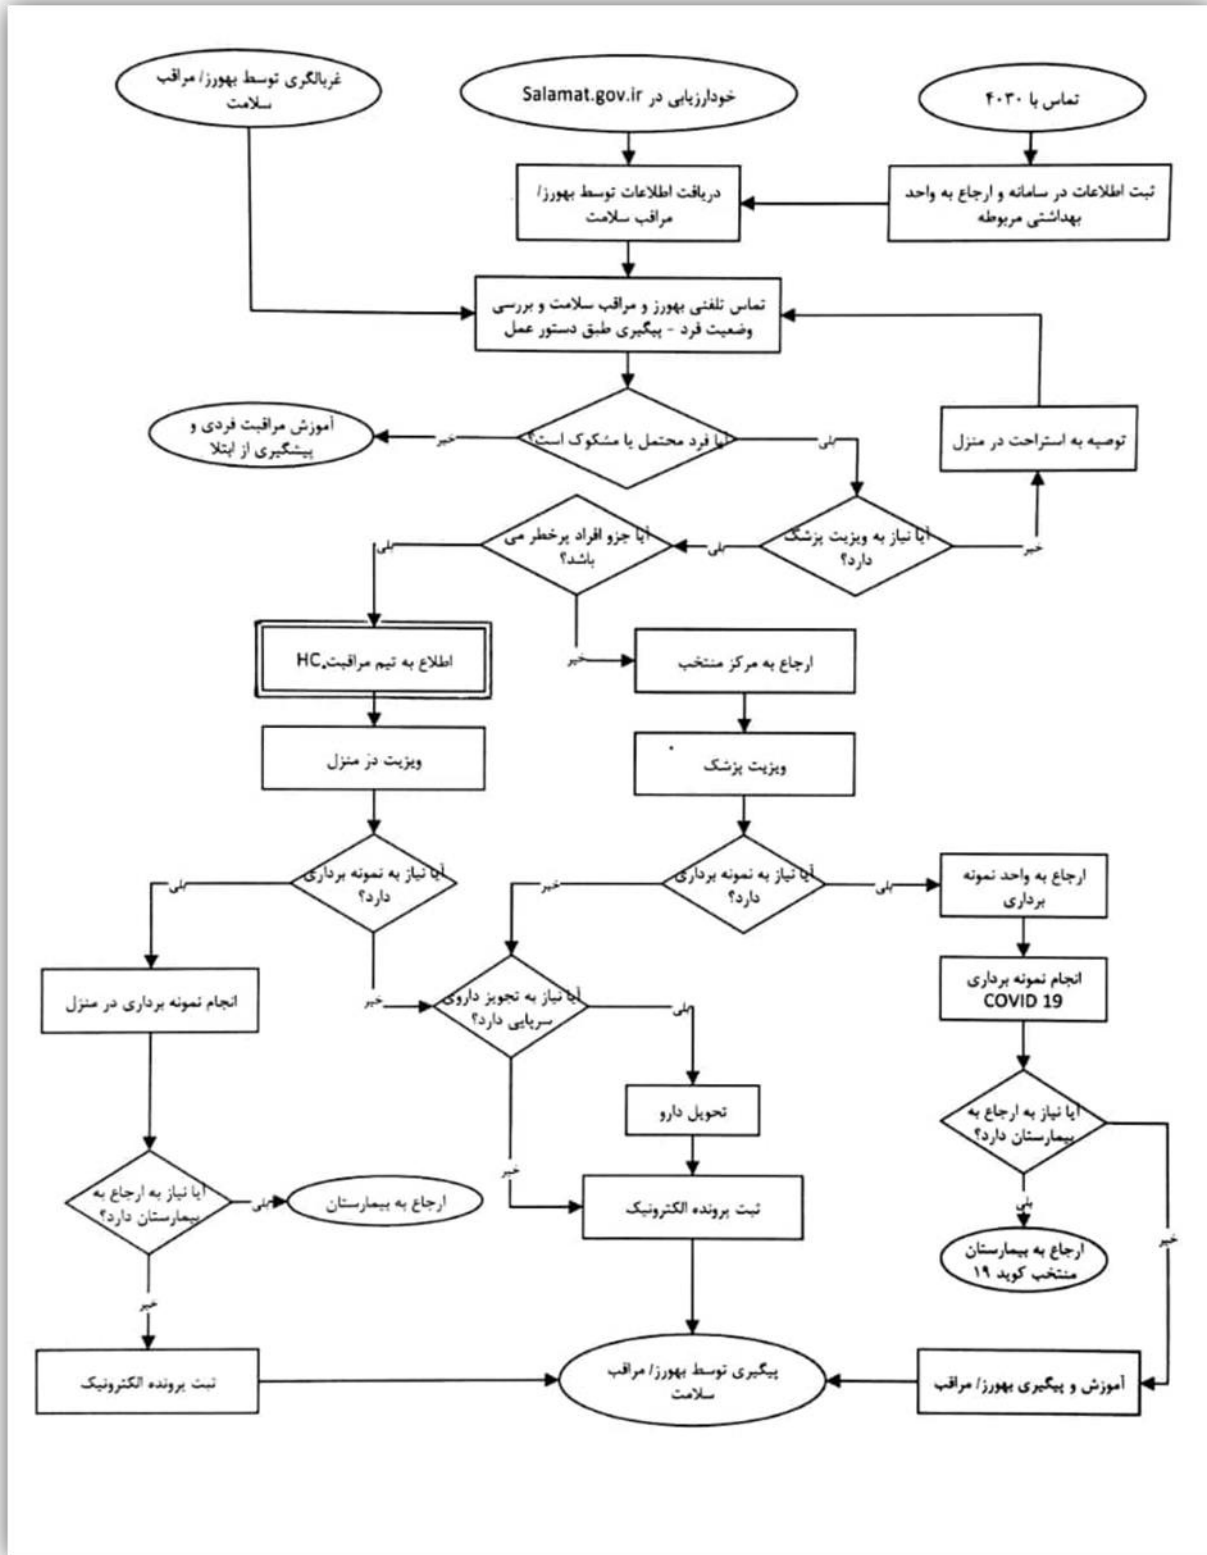 غربالگری توسط بهورز/ مراقب
سلامت
خودارزیابی در Salamat.gov.ir
تماس با ۴۰۳۰
دریافت اطلاعات توسط بهورز/
مراقب سلامت
ثبت اطلاعات در سامانه و ارجاع به واحد
بهداشتی مربوطه
تماس تلفنی بهورز و مراقب سلامت و بررسی
وضعیت فرد - پیگیری طبق دستور عمل
آموزش مراقبت فردی و
پیشگیری از ابتلا
خیر
آیا فرد محتمل یا مشکوک است؟
بلی
توصیه به استراحت در منزل
آیا جزو افراد پرخطر می
باشد؟
بلی
بلی
آیا نیاز به ویزیت پزشک
دارد؟
خیر
اطلاع به تیم مراقبت HC
خیر
ارجاع به مرکز منتخب
ویزیت در منزل
ویزیت پزشک
بلی
آیا نیاز به نمونه برداری
دارد؟
خیر
خیر
آیا نیاز به نمونه برداری
دارد؟
بلی
ارجاع به واحد نمونه
برداری
انجام نمونه برداری در منزل
آیا نیاز به تجویز داروی
سرپایی دارد؟
بلی
انجام نمونه برداری
COVID 19
تحویل دارو
آیا نیاز به ارجاع به
بیمارستان دارد؟
خیر
بلی
خیر
آیا نیاز به ارجاع به
بیمارستان دارد؟
بلی
ارجاع به بیمارستان
ثبت پرونده الکترونیک
ارجاع به بیمارستان
منتخب کوید ۱۹
خیر
ثبت پرونده الکترونیک
پیگیری توسط بهورز/ مراقب
سلامت
آموزش و پیگیری بهورز/ مراقب